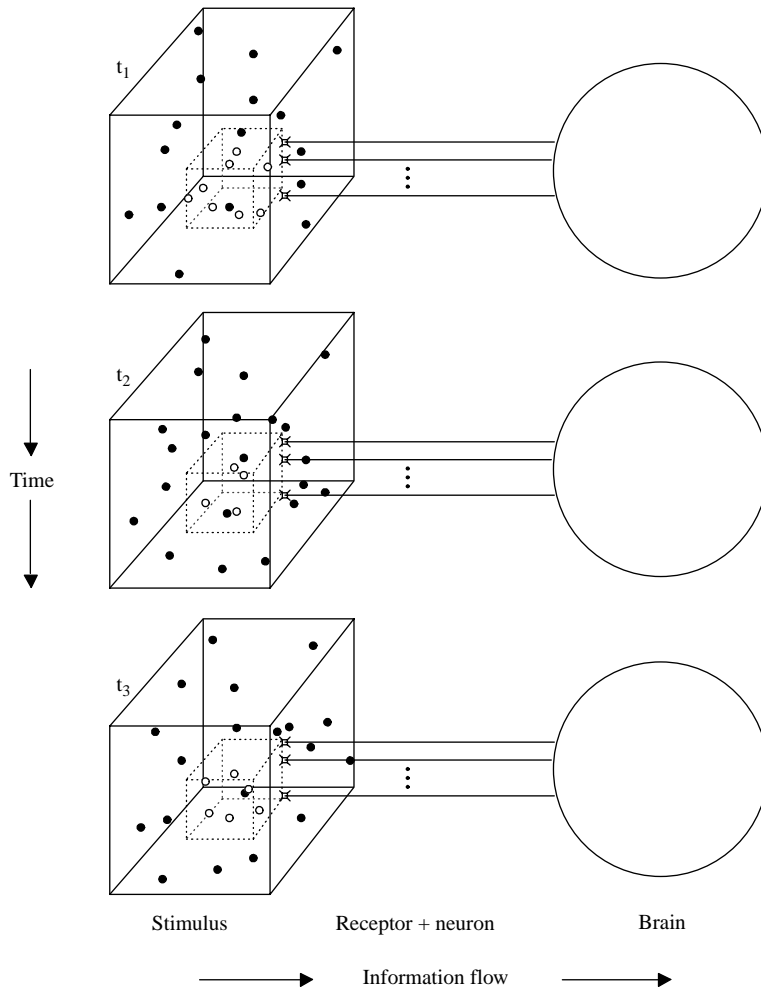 t1
t2
Time
t3
Stimulus
Receptor + neuron
Brain
Information flow